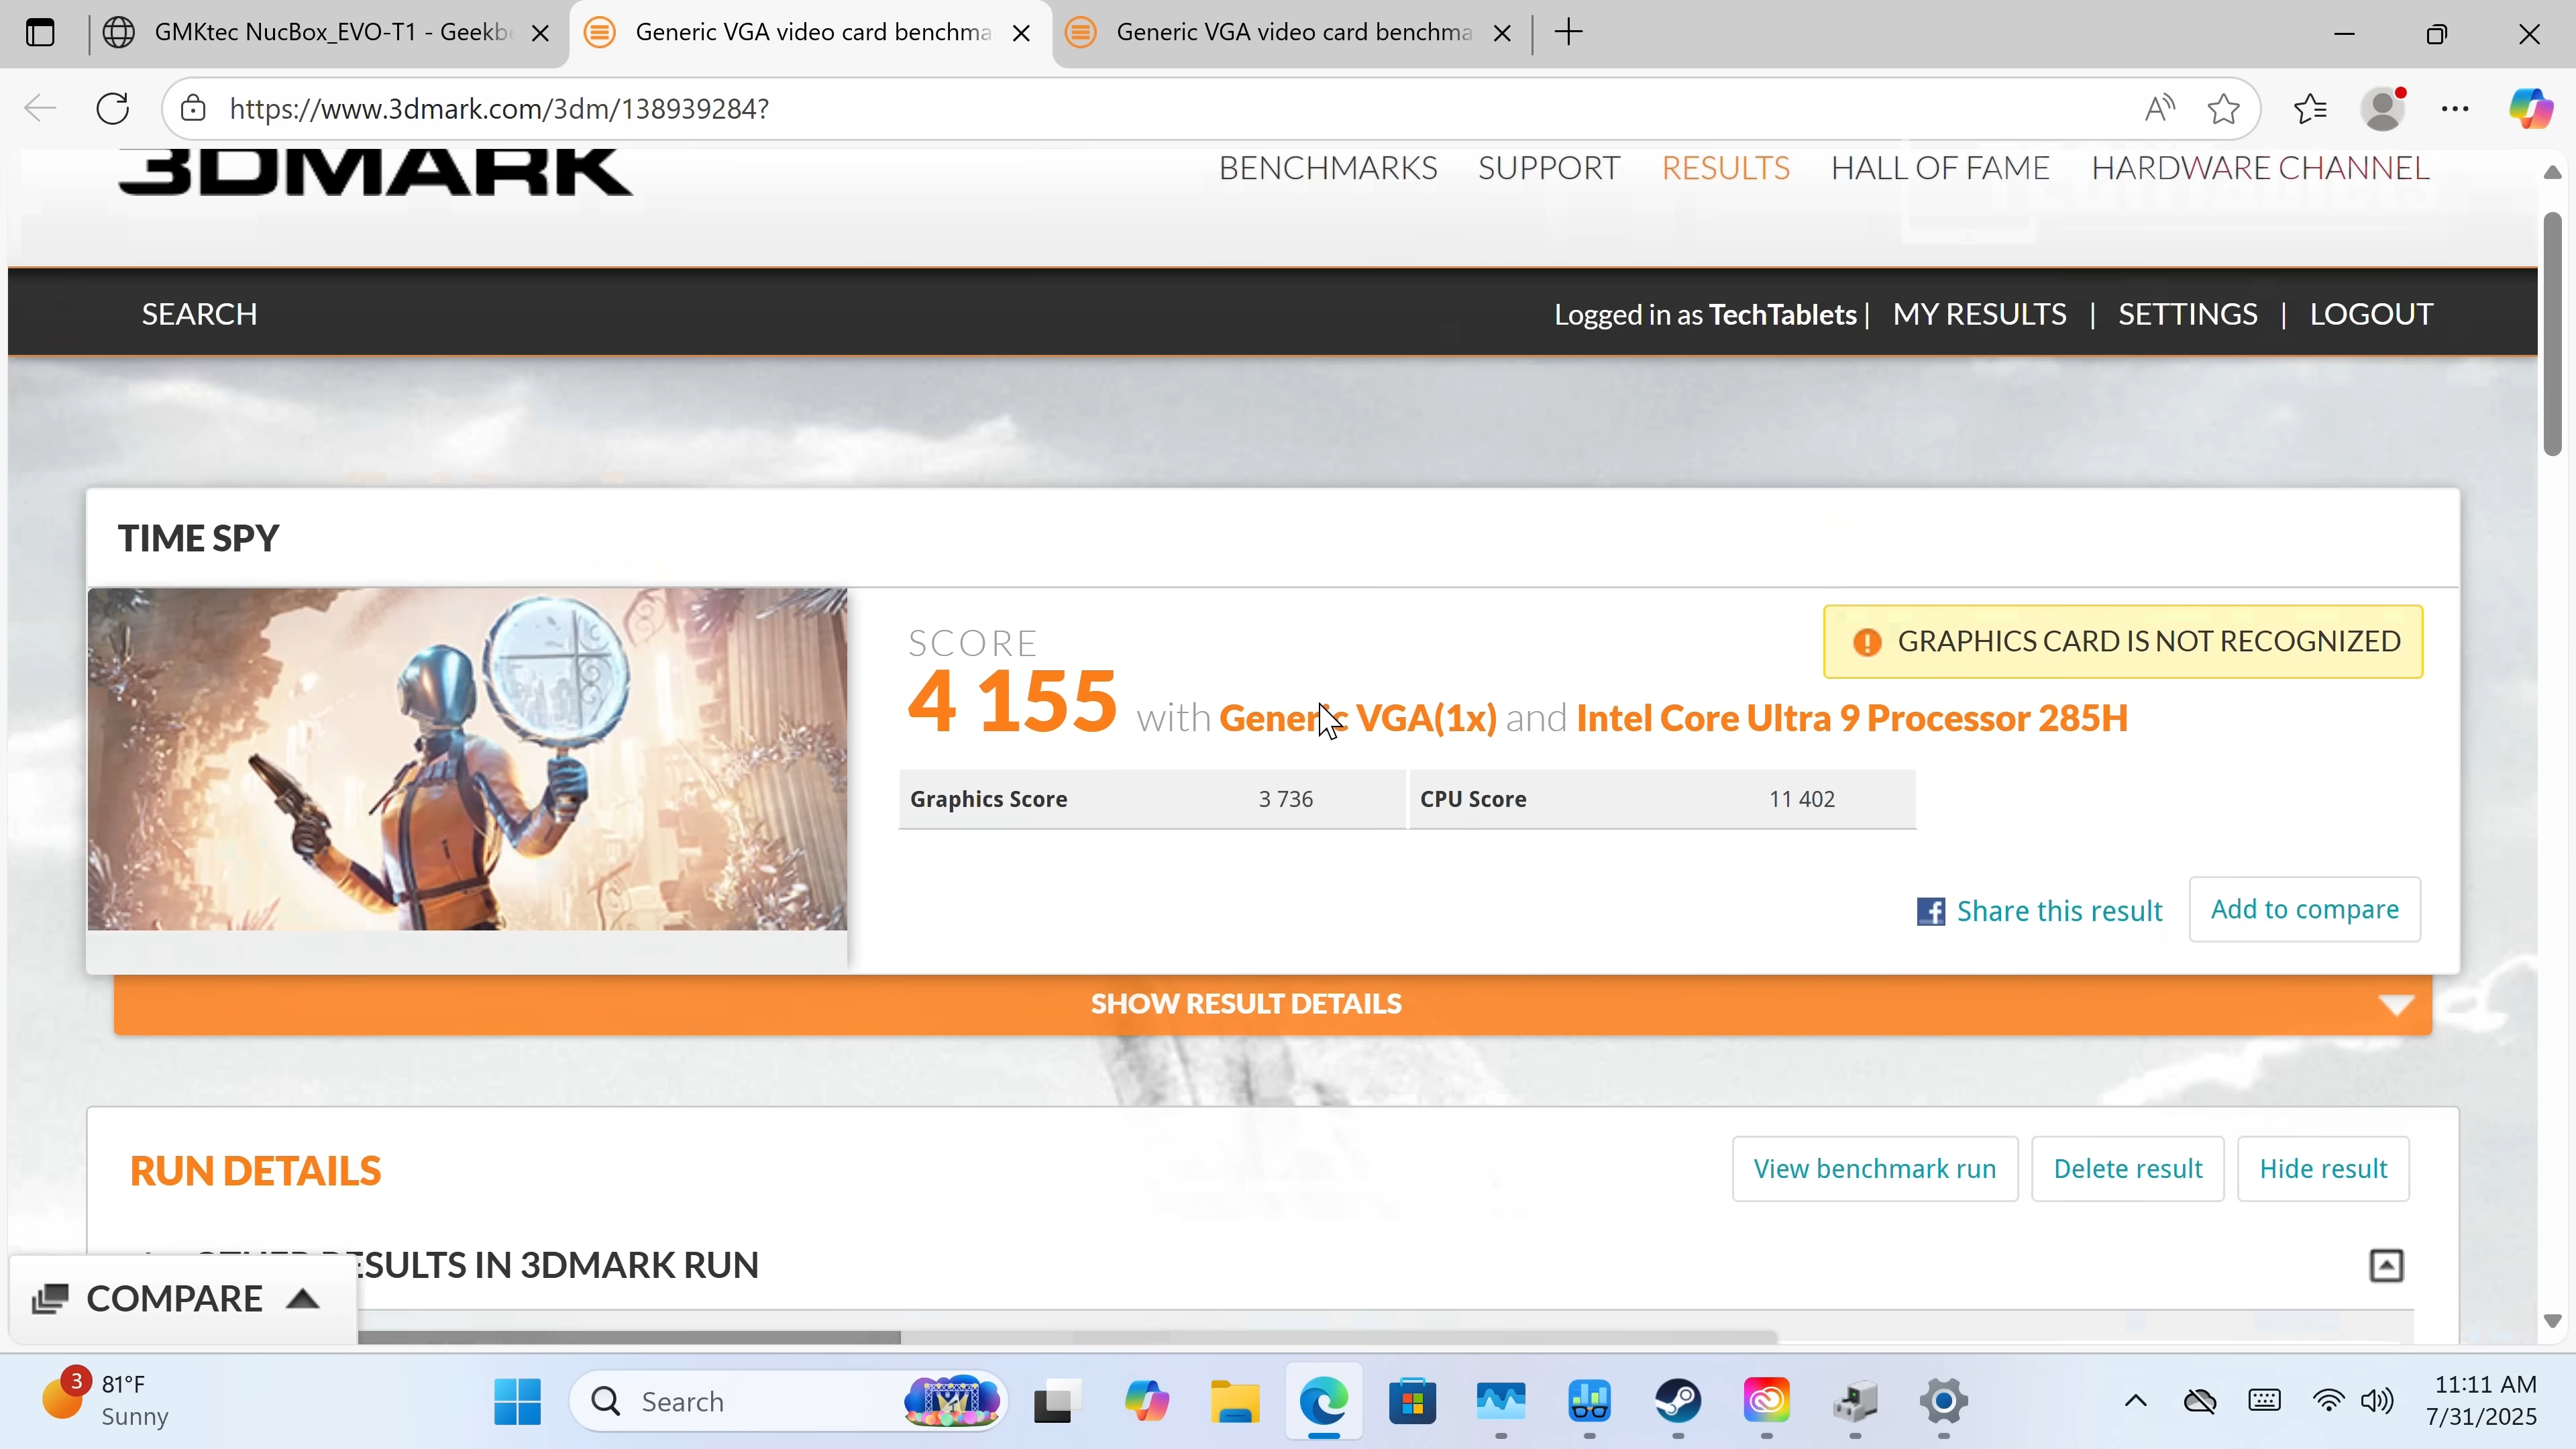 GMKtec NucBox_EVO-T1 - Geekb
Generic VGA video card benchma
Generic VGA video card benchma
https://www.3dmark.com/3dm/138939284?
3DMARK
BENCHMARKS SUPPORT RESULTS HALL OF FAME HARDWARE CHANNEL
SEARCH
Logged in as TechTablets | MY RESULTS | SETTINGS | LOGOUT
TIME SPY
SCORE
GRAPHICS CARD IS NOT RECOGNIZED
4 155 with Generic VGA(1x) and Intel Core Ultra 9 Processor 285H
Graphics Score 3 736 CPU Score 11 402
Share this result Add to compare
SHOW RESULT DETAILS
RUN DETAILS
View benchmark run Delete result Hide result
OTHER RESULTS IN 3DMARK RUN
COMPARE
3 81°F
Sunny
Search
11:11 AM
7/31/2025